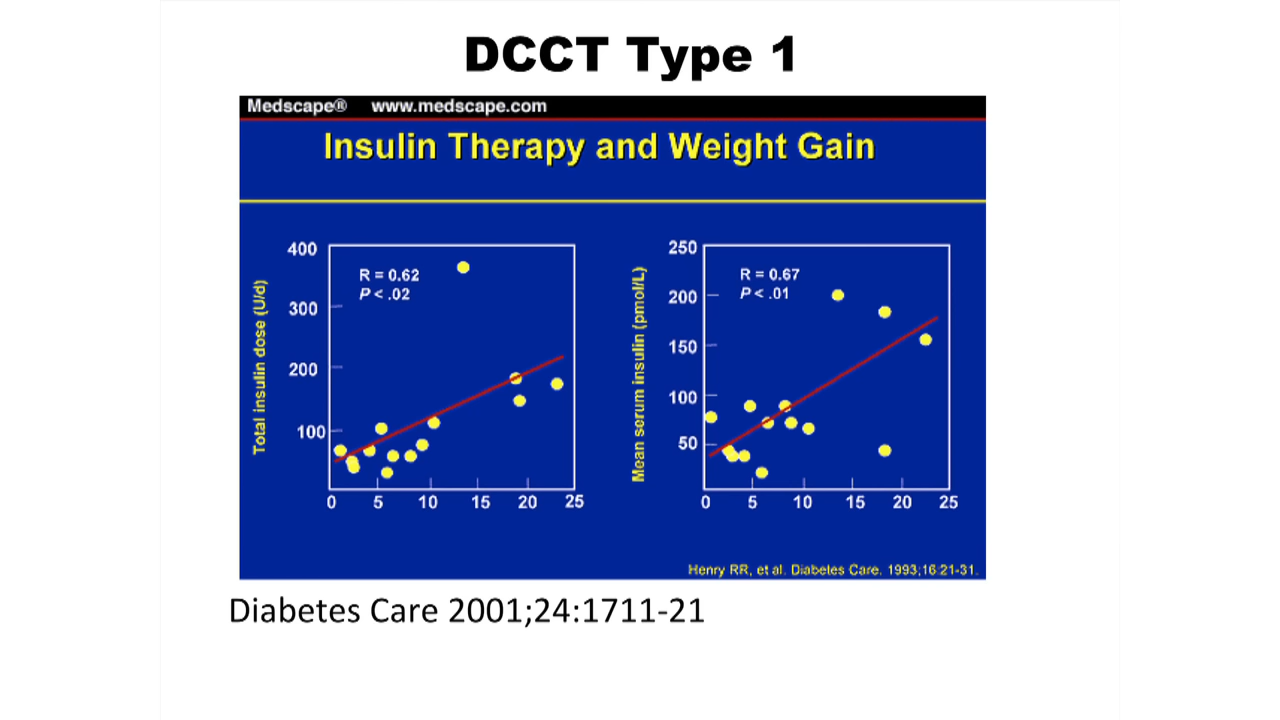 DCCT Type 1
Medscape® www.medscape.com
Insulin Therapy and Weight Gain
Total insulin dose (U/d)
400
300
200
100
R = 0.62
P < .02
0 5 10 15 20 25
Mean serum insulin (pmol/L)
250
200
150
100
50
R = 0.67
P < .01
0 5 10 15 20 25
Henry RR, et al. Diabetes Care. 1993;16:21-31.
Diabetes Care 2001;24:1711-21